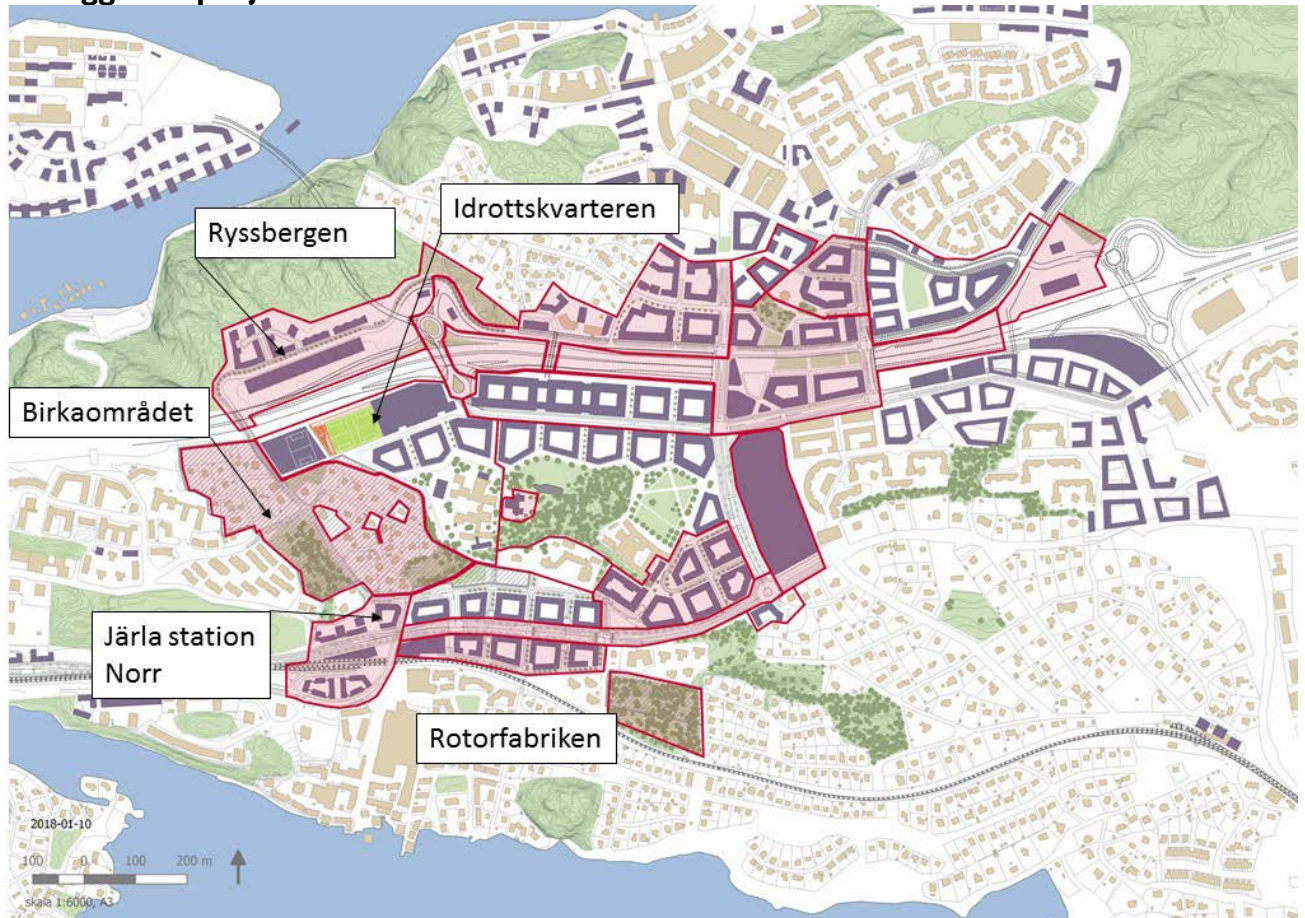 Idrottskvarteren
Ryssbergen
Birkaområdet
Järla station
Norr
Rotorfabriken
2018-01-10
100 0 100 200 m
skala 1:6000, A3